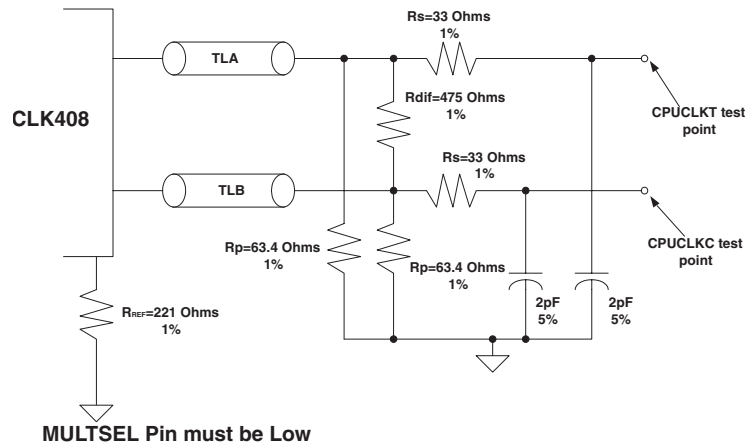 Rs=33 Ohms
1%
TLA
Rdif=475 Ohms
1%
CPUCLKT test
point
CLK408
Rs=33 Ohms
1%
TLB
CPUCLKC test
point
Rp=63.4 Ohms
1%
Rp=63.4 Ohms
1%
2pF
5%
2pF
5%
RREF=221 Ohms
1%
MULTSEL Pin must be Low